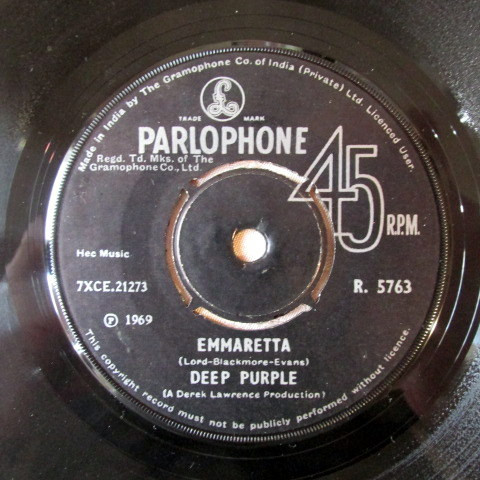 Made in India by The Gramophone Co. of India (Private) Ltd. Licenced User.
TRADE MARK
£
PARLOPHONE
Regd. Td. Mks. of The
Gramophone Co., Ltd.
45
R.P.M.
Hec Music
7XCE.21273
R. 5763
Ⓟ 1969
EMMARETTA
(Lord-Blackmore-Evans)
DEEP PURPLE
(A Derek Lawrence Production)
This copyright record must not be publicly performed without licence.